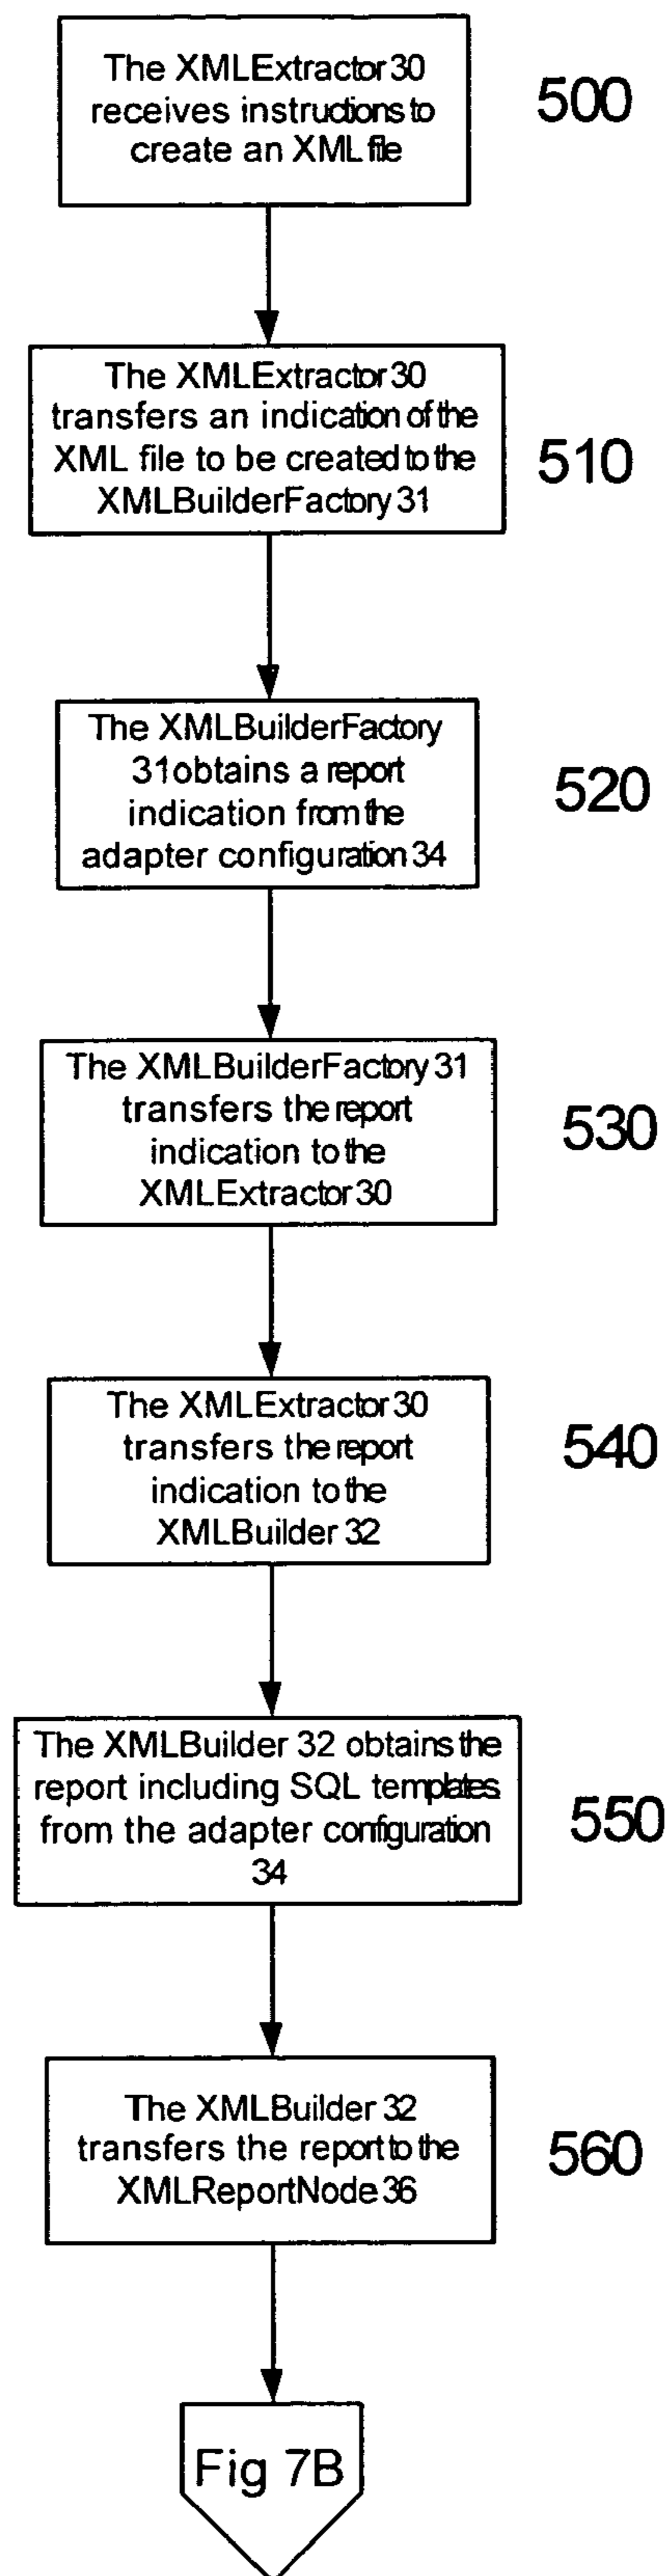 The XMLExtractor 30
receives instructions to
create an XML file
500
The XMLExtractor 30
transfers an indication of the
XML file to be created to the
XMLBuilderFactory 31
510
The XMLBuilderFactory
31 obtains a report
indication from the
adapter configuration 34
520
The XMLBuilderFactory 31
transfers the report
indication to the
XMLExtractor 30
530
The XMLExtractor 30
transfers the report
indication to the
XMLBuilder 32
540
The XMLBuilder 32 obtains the
report including SQL templates
from the adapter configuration
34
550
The XMLBuilder 32
transfers the report to the
XMLReportNode 36
560
Fig 7B